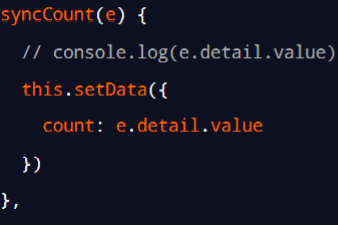 syncCount(e) {
// console.log(e.detail.value)
this.setData({
count: e.detail.value
})
},